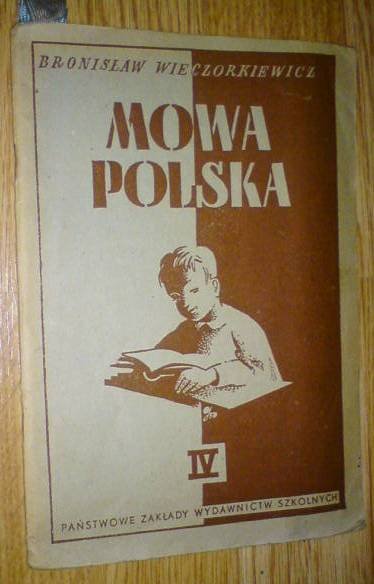 BRONISŁAW WIECZORKIEWICZ
MOWA
POLSKA
IV
PAŃSTWOWE ZAKŁADY WYDAWNICTW SZKOLNYCH